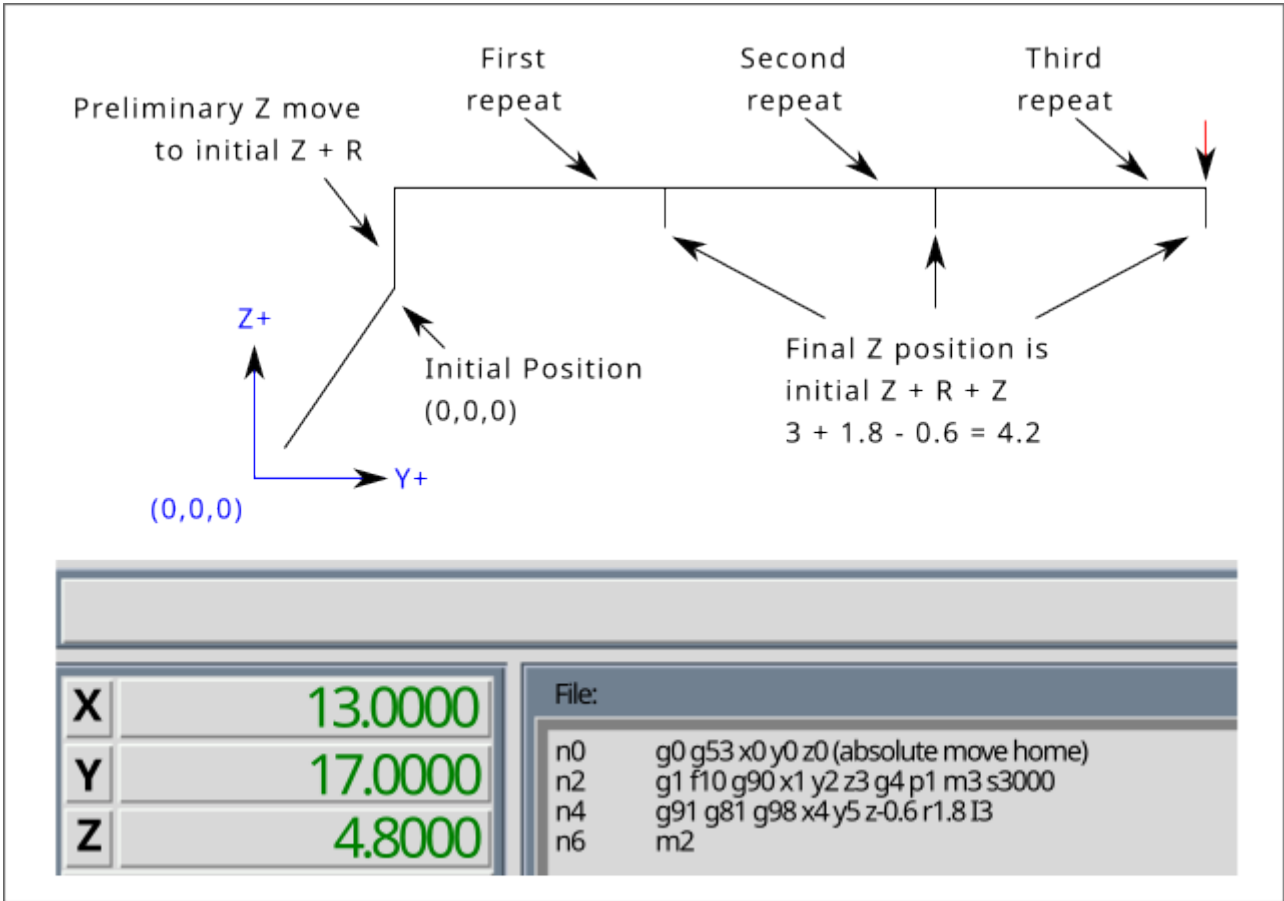 First
repeat
Second
repeat
Third
repeat
Preliminary Z move
to initial Z + R
Z+
Initial Position
(0,0,0)
Final Z position is
initial Z + R + Z
3 + 1.8 - 0.6 = 4.2
Y+
(0,0,0)
X 13.0000
Y 17.0000
Z 4.8000
File:
n0 g0 g53 x0 y0 z0 (absolute move home)
n2 g1 f10 g90 x1 y2 z3 g4 p1 m3 s3000
n4 g91 g81 g98 x4 y5 z-0.6 r1.8 I3
n6 m2